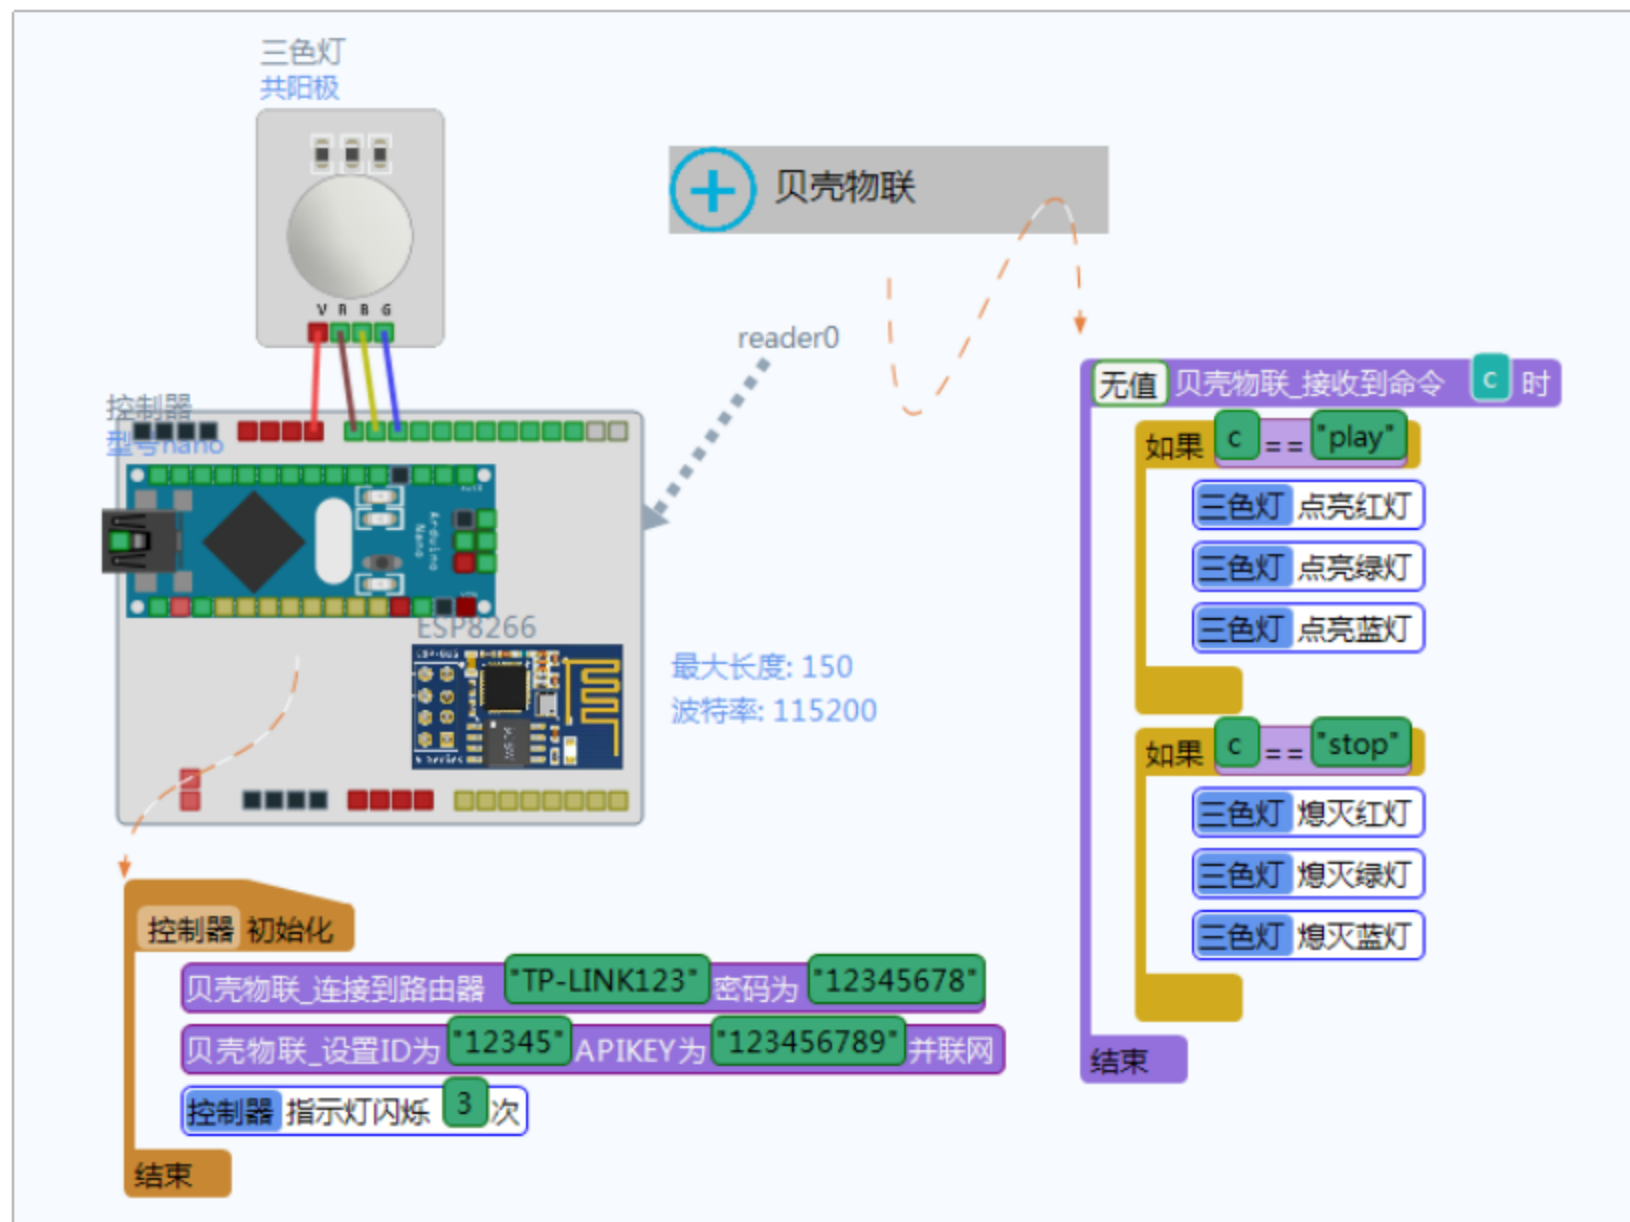 三色灯
共阳极
V R B G
贝壳物联
reader0
控制器
型号nano
Arduino
Nano
ESP8266
最大长度: 150
波特率: 115200
控制器 初始化
贝壳物联_连接到路由器 "TP-LINK123" 密码为 "12345678"
贝壳物联_设置ID为 "12345" APIKEY为 "123456789" 并联网
控制器 指示灯闪烁 3 次
结束
无值 贝壳物联_接收到命令 c 时
如果 c == "play"
三色灯 点亮红灯
三色灯 点亮绿灯
三色灯 点亮蓝灯
如果 c == "stop"
三色灯 熄灭红灯
三色灯 熄灭绿灯
三色灯 熄灭蓝灯
结束